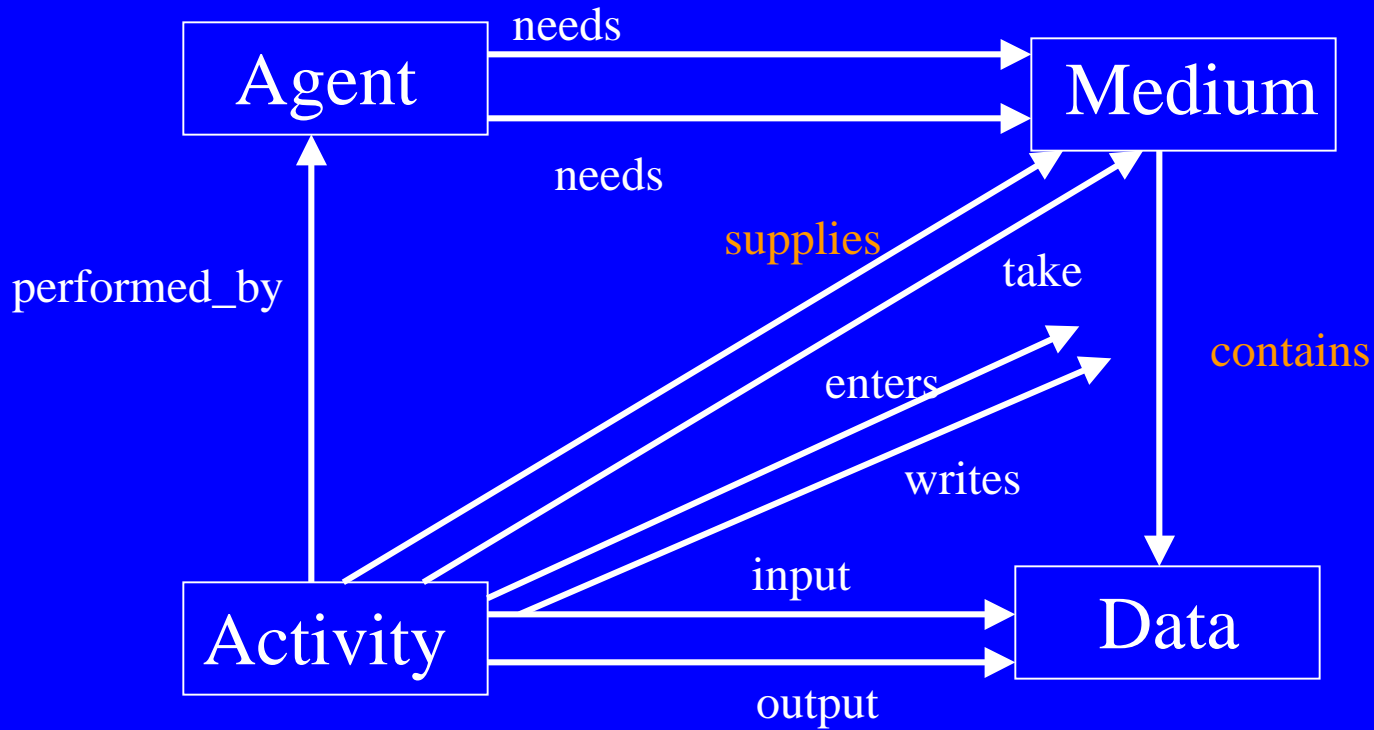 needs
Agent
Medium
needs
supplies
take
performed_by
contains
enters
writes
input
Data
Activity
output